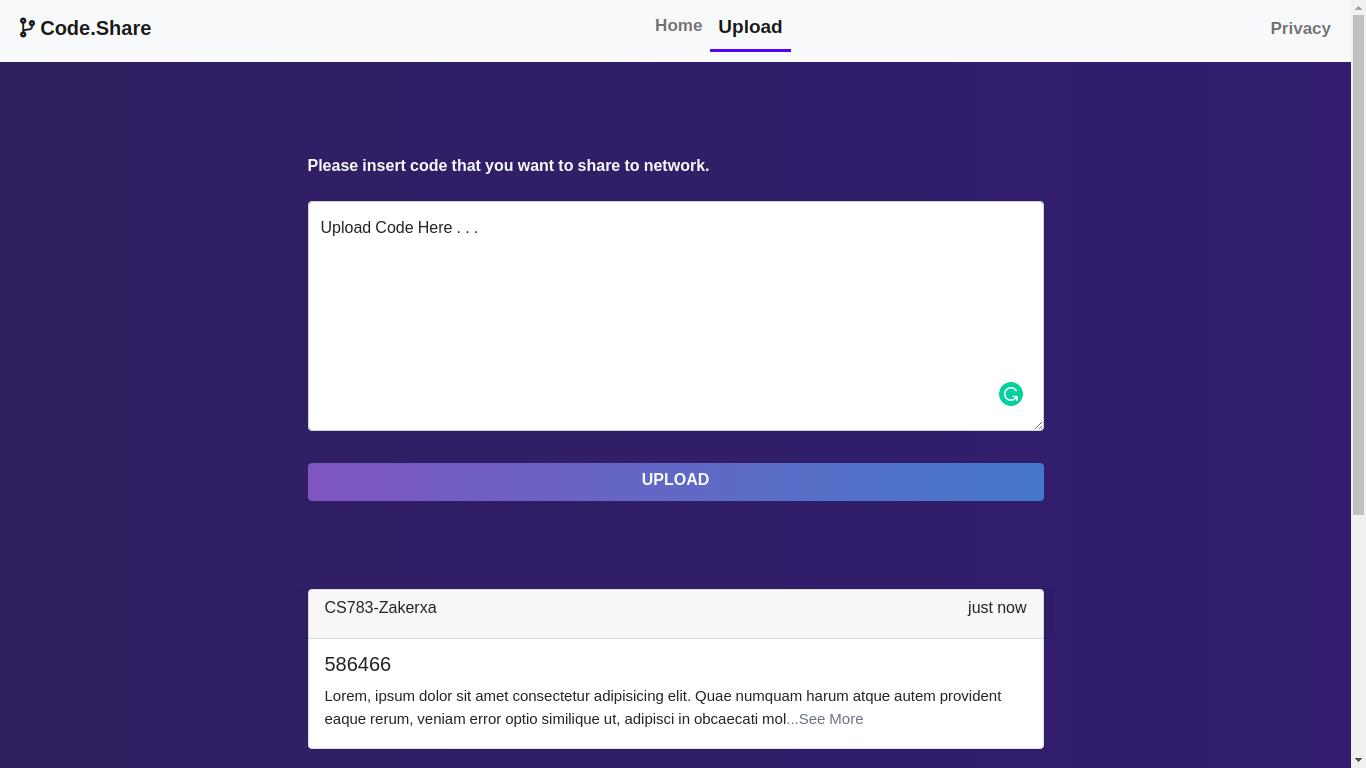 Code.Share
Home Upload
Privacy
Please insert code that you want to share to network.
Upload Code Here . . .
UPLOAD
CS783-Zakerxa just now
586466
Lorem, ipsum dolor sit amet consectetur adipisicing elit. Quae numquam harum atque autem provident
eaque rerum, veniam error optio similique ut, adipisci in obcaecati mol...See More